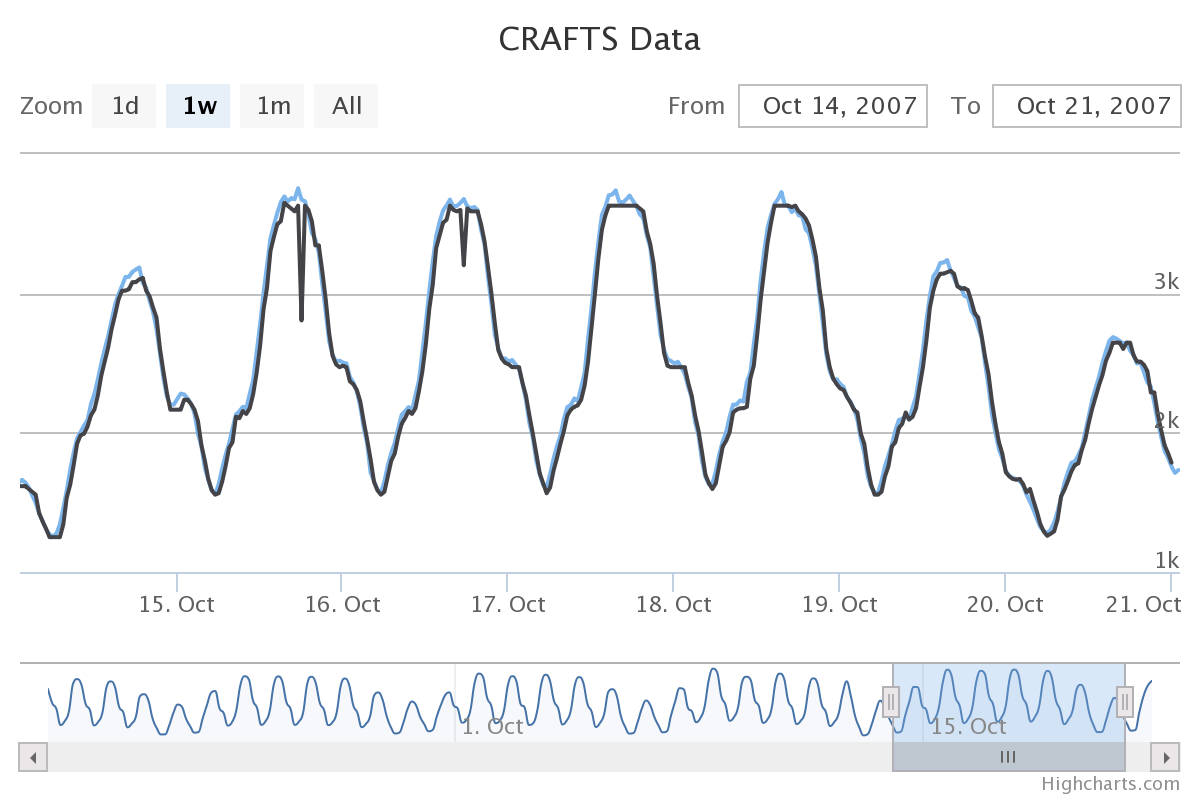 CRAFTS Data
Zoom 1d 1w 1m All From Oct 14, 2007 To Oct 21, 2007
3k
2k
1k
15. Oct 16. Oct 17. Oct 18. Oct 19. Oct 20. Oct 21. Oct
1. Oct 15. Oct
Highcharts.com